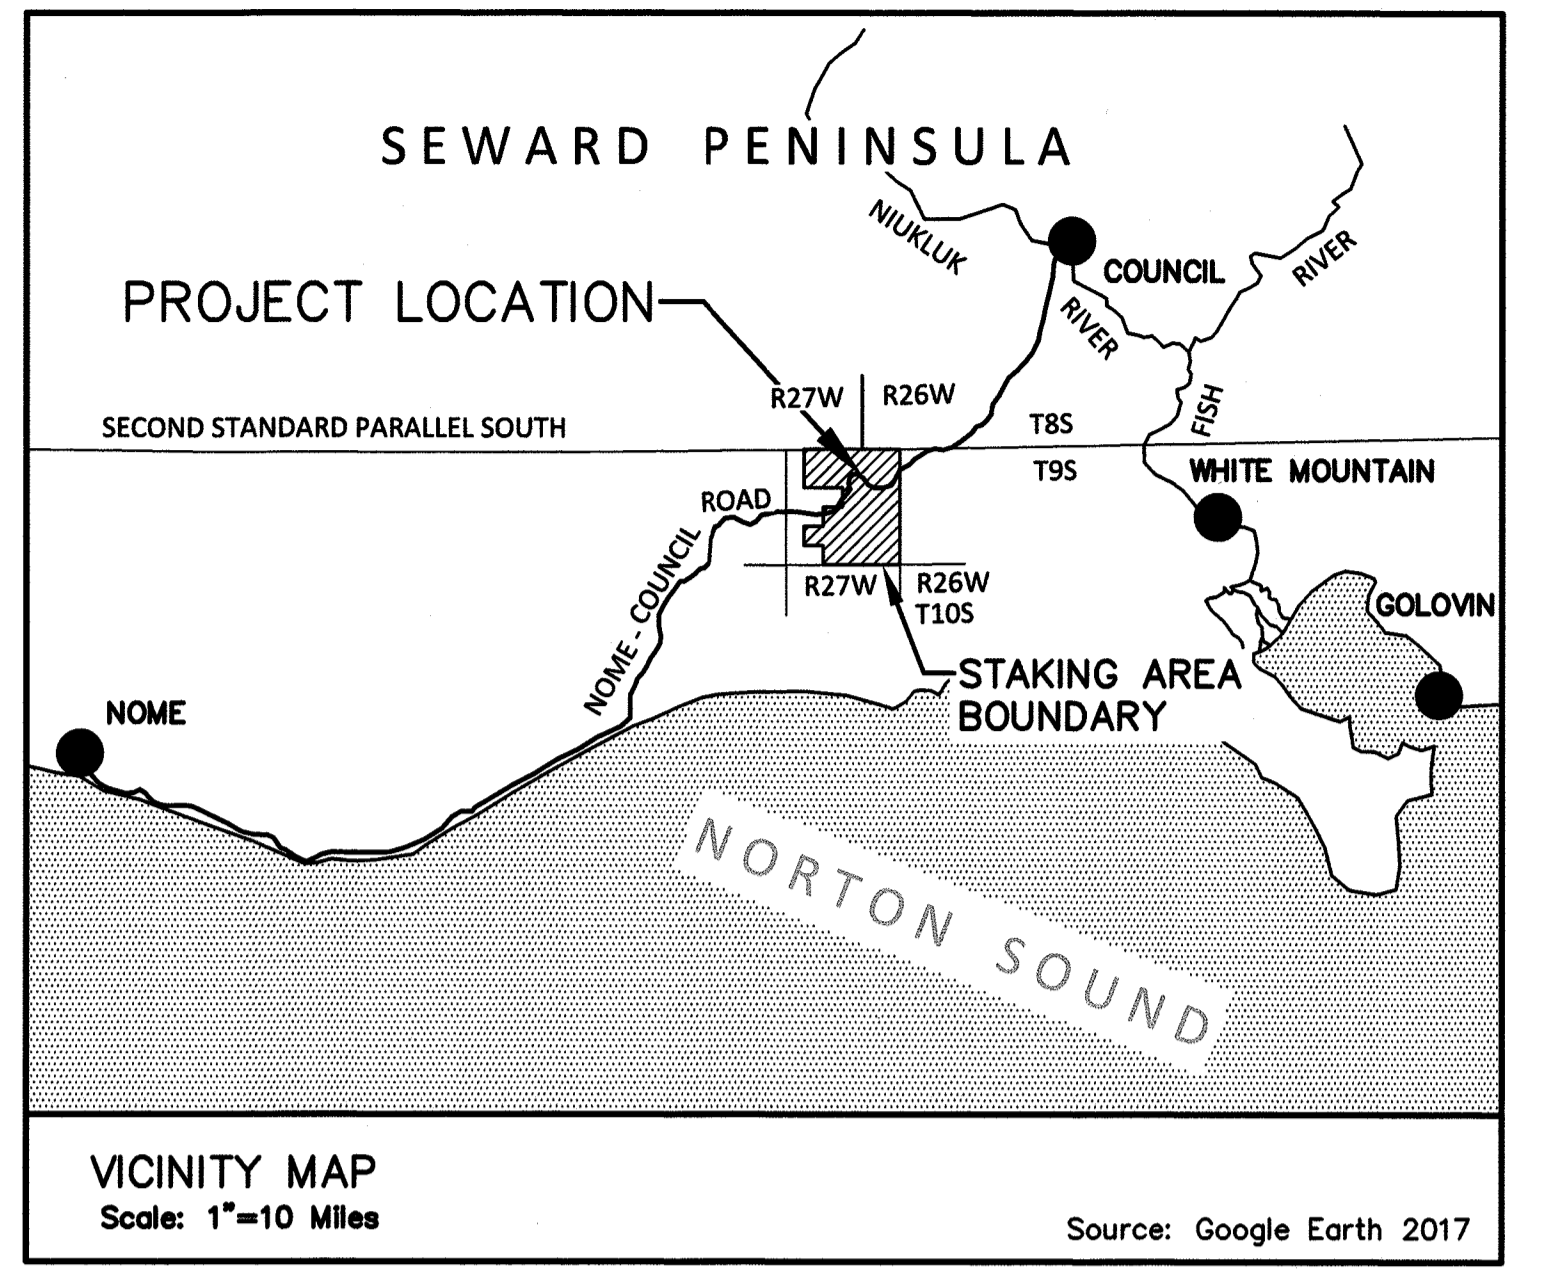 SEWARD PENINSULA
NIUKLUK
COUNCIL
RIVER
RIVER
PROJECT LOCATION
R27W
R26W
FISH
SECOND STANDARD PARALLEL SOUTH
T8S
T9S
WHITE MOUNTAIN
ROAD
NOME-COUNCIL
R27W
R26W
T10S
GOLOVIN
STAKING AREA
BOUNDARY
NOME
NORTON SOUND
VICINITY MAP
Scale: 1"=10 Miles
Source: Google Earth 2017